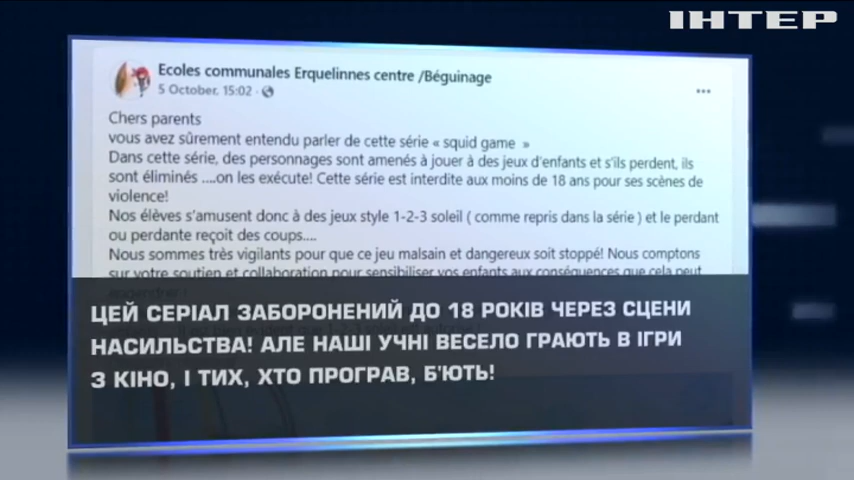 ІНТЕР
Ecoles communales Erquelinnes centre /Béguinage
5 October, 15:02 ·
Chers parents
vous avez sûrement entendu parler de cette série « squid game »
Dans cette série, des personnages sont amenés à jouer à des jeux d'enfants et s'ils perdent, ils
sont éliminés ....on les exécute! Cette série est interdite aux moins de 18 ans pour ses scènes de
violence!
Nos élèves s'amusent donc à des jeux style 1-2-3 soleil ( comme repris dans la série ) et le perdant
ou perdante reçoit des coups....
Nous sommes très vigilants pour que ce jeu malsain et dangereux soit stoppé! Nous comptons
sur votre soutien et collaboration pour sensibiliser vos enfants aux conséquences que cela peut
ЦЕЙ СЕРІАЛ ЗАБОРОНЕНИЙ ДО 18 РОКІВ ЧЕРЕЗ СЦЕНИ
НАСИЛЬСТВА! АЛЕ НАШІ УЧНІ ВЕСЕЛО ГРАЮТЬ В ІГРИ
З КІНО, І ТИХ, ХТО ПРОГРАВ, Б'ЮТЬ!